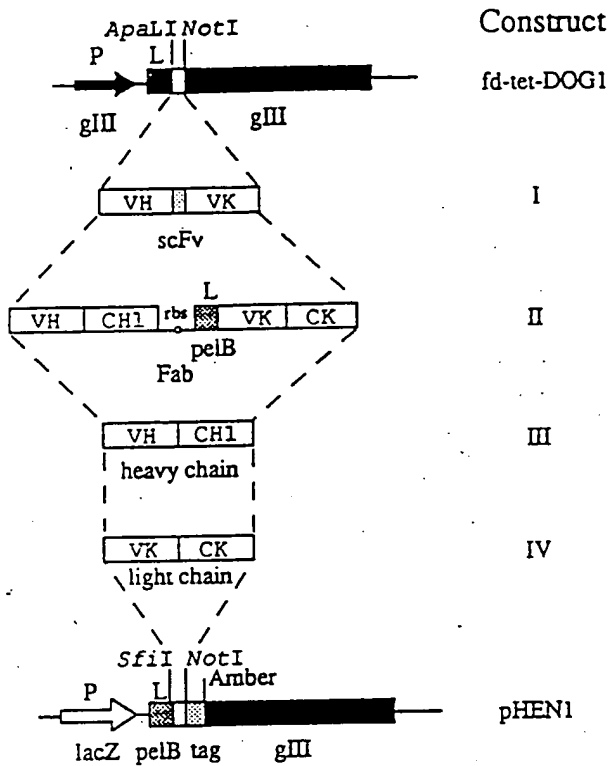 ApaLI NotI Construct
P L fd-tet-DOG1
gIII gIII
VH VK I
scFv
L
VH CH1 rbs VK CK II
pelB
Fab
VH CH1 III
heavy chain
VK CK IV
light chain
SfiI NotI
P L Amber pHEN1
lacZ pelB tag gIII